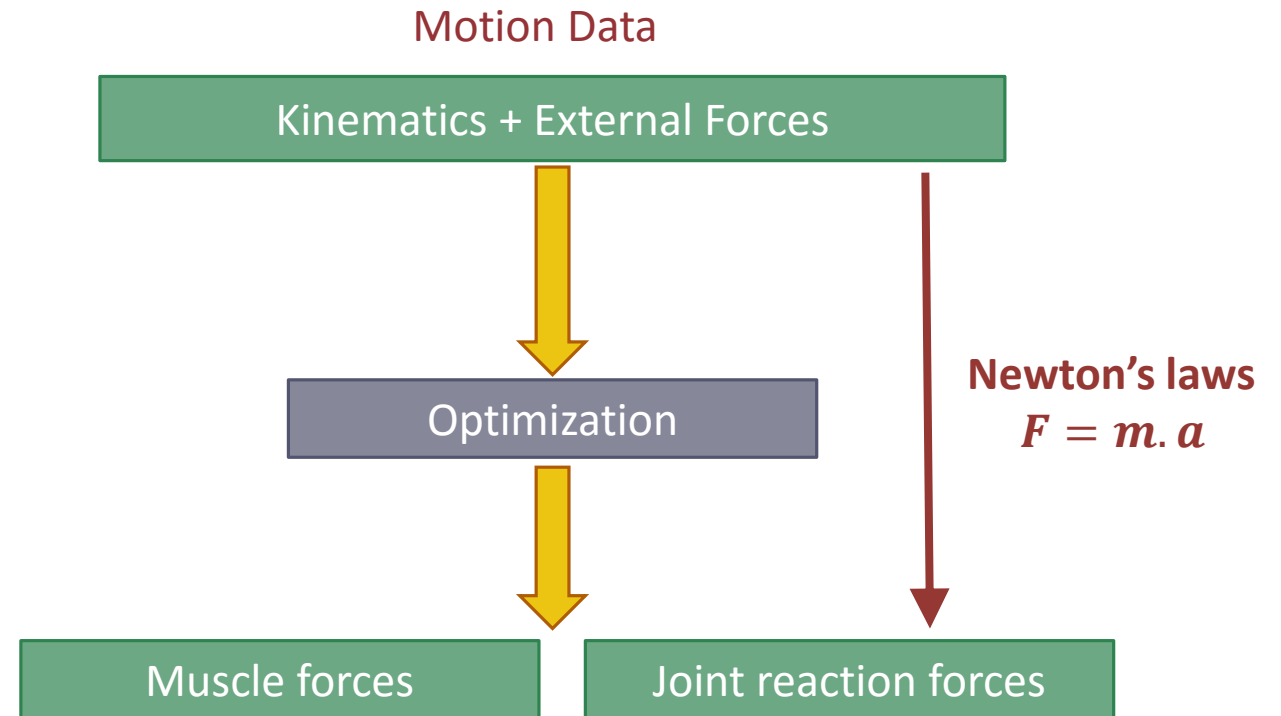 Motion Data
Kinematics + External Forces
Optimization
Newton’s laws
F = m. a
Muscle forces
Joint reaction forces